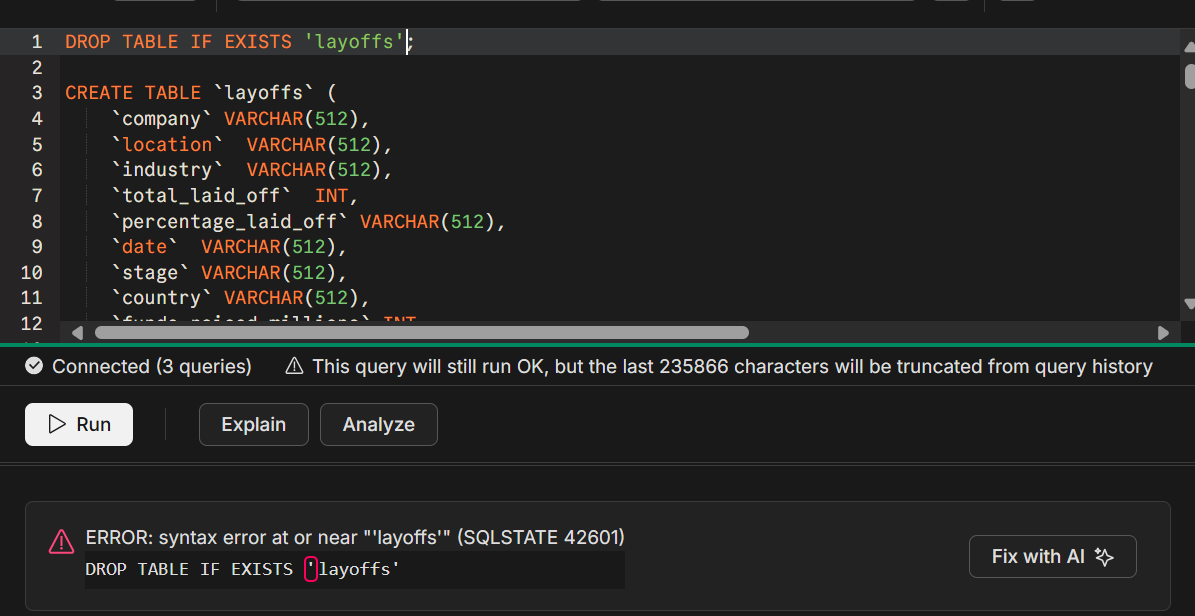 1 DROP TABLE IF EXISTS 'layoffs';
2
3 CREATE TABLE `layoffs` (
4 `company` VARCHAR(512),
5 `location`  VARCHAR(512),
6 `industry`  VARCHAR(512),
7 `total_laid_off`  INT,
8 `percentage_laid_off` VARCHAR(512),
9 `date`  VARCHAR(512),
10 `stage` VARCHAR(512),
11 `country` VARCHAR(512),
12 `funds_raised_millions` INT
Connected (3 queries) This query will still run OK, but the last 235866 characters will be truncated from query history
Run Explain Analyze
ERROR: syntax error at or near "'layoffs'" (SQLSTATE 42601)
DROP TABLE IF EXISTS 'layoffs'
Fix with AI